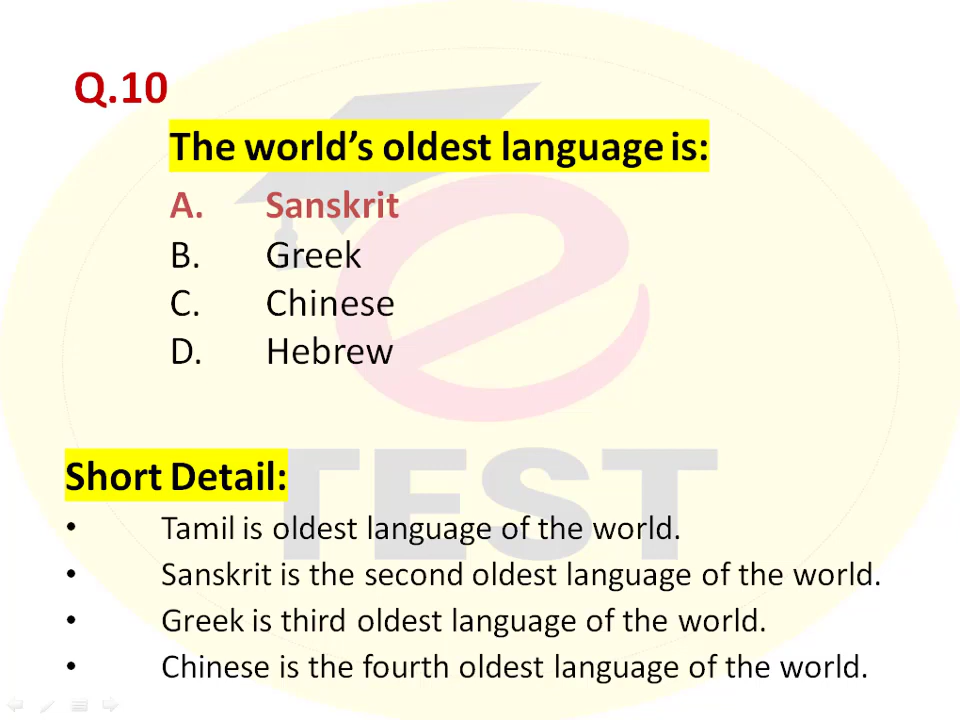 Q.10
The world's oldest language is:
A. Sanskrit
B. Greek
C. Chinese
D. Hebrew
Short Detail:
• Tamil is oldest language of the world.
• Sanskrit is the second oldest language of the world.
• Greek is third oldest language of the world.
• Chinese is the fourth oldest language of the world.
e
TEST